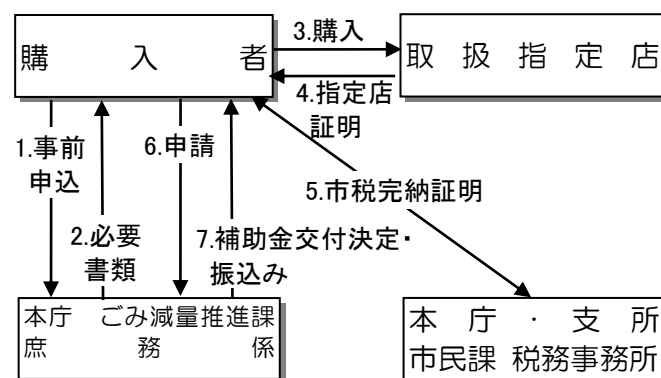 購入者
3.購入
取扱指定店
4.指定店
証明
1.事前
申込
6.申請
5.市税完納証明
2.必要
書類
7.補助金交付決定・
振込み
本庁 ごみ減量推進課
庶務係
本庁・支所
市民課 税務事務所